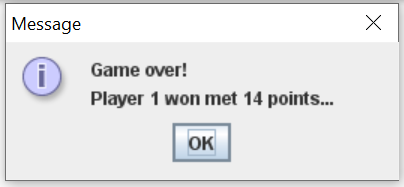 Message
Game over!
Player 1 won met 14 points...
OK